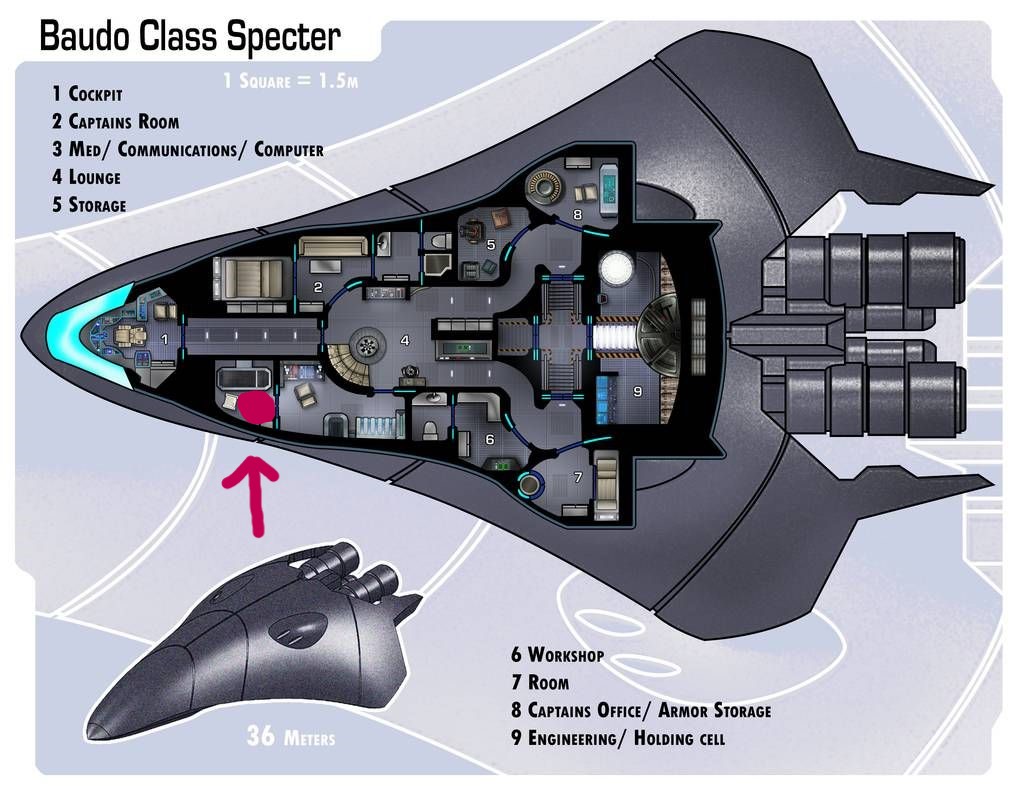 Baudo Class Specter
1 Square = 1.5m
1 Cockpit
2 Captains Room
3 Med/ Communications/ Computer
4 Lounge
5 Storage
8
5
2
1
4
9
6
7
36 Meters
6 Workshop
7 Room
8 Captains Office/ Armor Storage
9 Engineering/ Holding cell